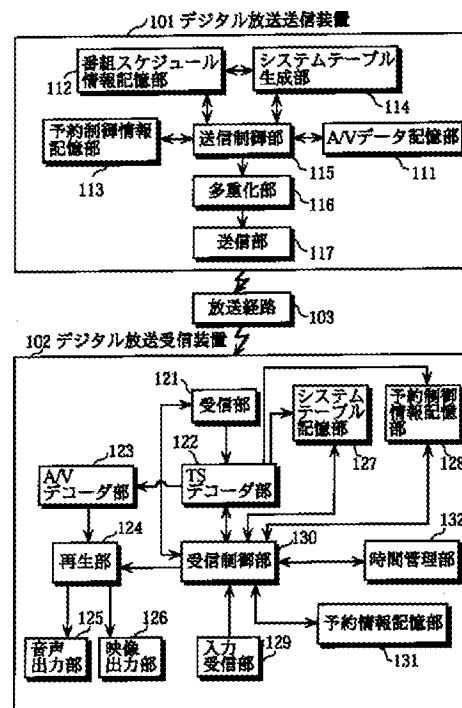 101 デジタル放送送信装置
番組スケジュール
情報記憶部
112
システムテーブル
生成部
114
予約制御情報
記憶部
113
送信制御部
115
A/Vデータ記憶部
111
多重化部
116
送信部
117
放送経路
103
102 デジタル放送受信装置
121
受信部
システム
テーブル
記憶部
127
予約制御
情報記憶
部
128
123
A/V
デコーダ部
122
TS
デコーダ部
124
再生部
130
受信制御部
132
時間管理部
125
音声
出力部
126
映像
出力部
入力
受信部
129
予約情報記憶部
131